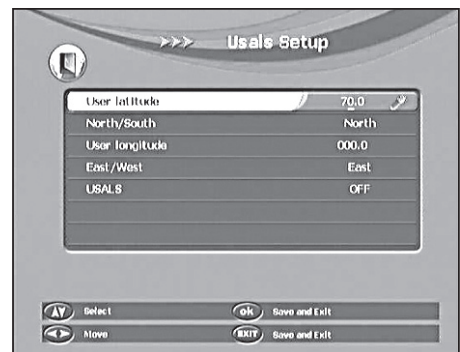 >>> Usals Setup
User latitude 70.0
North/South North
User longitude 000.0
East/West East
USALS OFF
Select ok Save and Exit
Move EXIT Save and Exit